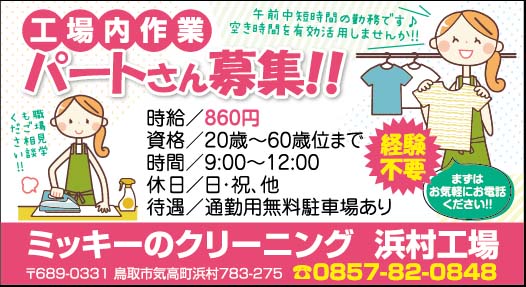 工場内作業
パートさん募集!!
午前中短時間の勤務です♪
空き時間を有効活用しませんか!!
職場見学
もご相談
ください!!
時給／860円
資格／20歳～60歳位まで
時間／9:00～12:00
休日／日・祝、他
待遇／通勤用無料駐車場あり
経験
不要
まずは
お気軽にお電話
ください!!
ミッキーのクリーニング 浜村工場
〒689-0331 鳥取市気高町浜村783-275 ☎0857-82-0848